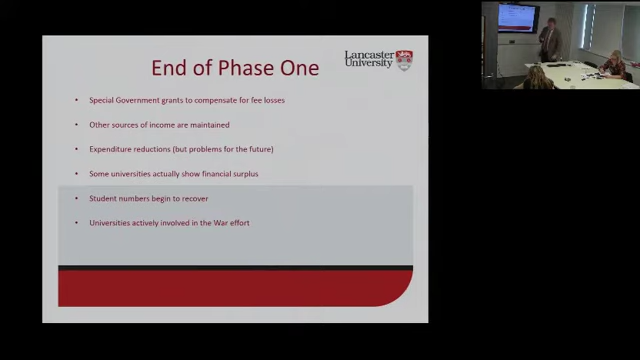 End of Phase One
Lancaster
University
• Special Government grants to compensate for fee losses
• Other sources of income are maintained
• Expenditure reductions (but problems for the future)
• Some universities actually show financial surplus
• Student numbers begin to recover
• Universities actively involved in the War effort